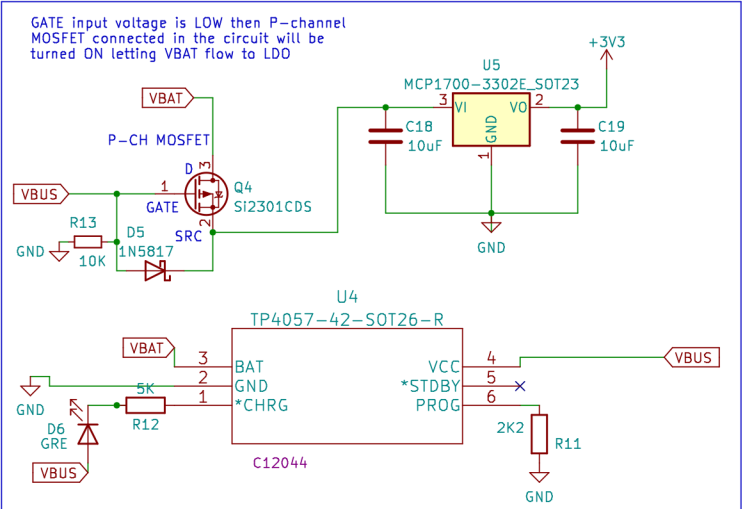 GATE input voltage is LOW then P-channel
MOSFET connected in the circuit will be
turned ON letting VBAT flow to LDO
+3V3
U5
MCP1700-3302E_SOT23
VBAT
3 VI VO 2
GND
1
C18
10uF
C19
10uF
GND
P-CH MOSFET
D 3
VBUS
1
GATE
Q4
Si2301CDS
2
SRC
R13
GND
10K
D5
1N5817
U4
TP4057-42-SOT26-R
VBAT
3 BAT
2 GND
1 *CHRG
VCC 4
*STDBY 5
PROG 6
VBUS
GND
5K
R12
D6
GRE
VBUS
2K2
R11
GND
C12044